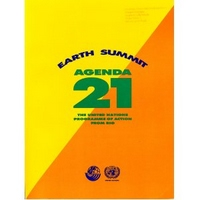 EARTH SUMMIT
AGENDA
21
THE UNITED NATIONS
PROGRAMME OF ACTION
FROM RIO